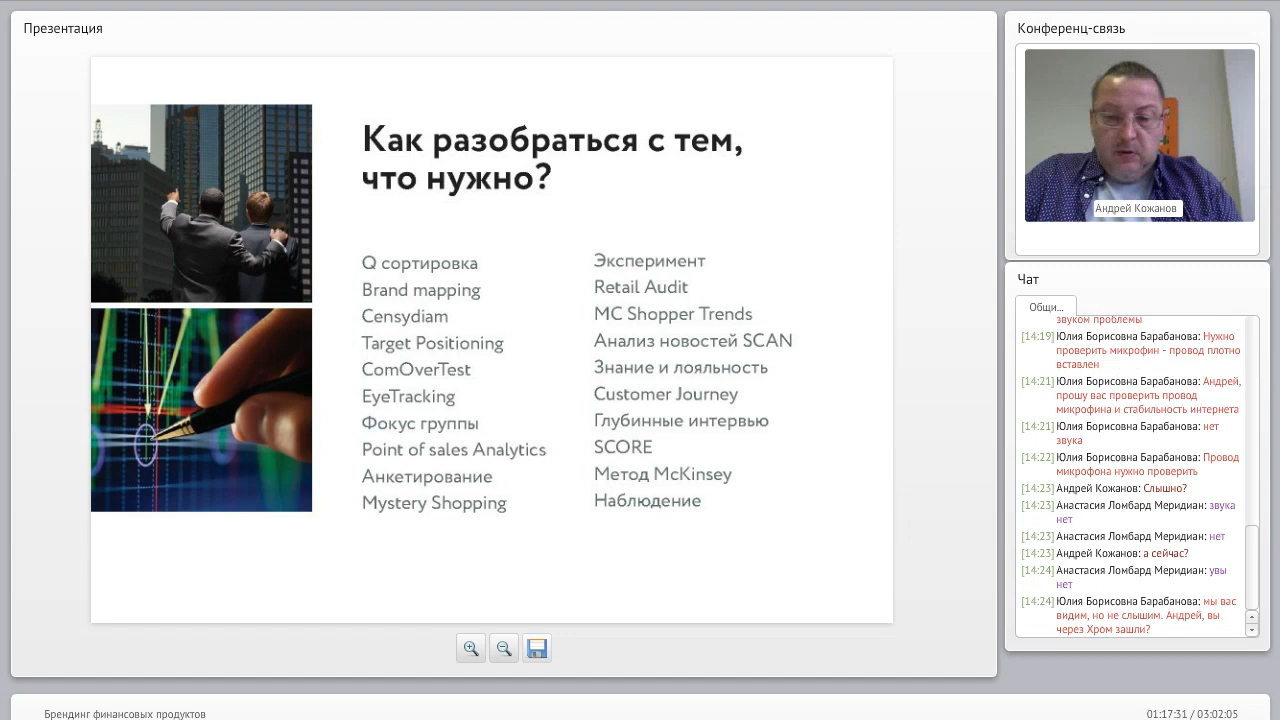 Презентация
Как разобраться с тем,
что нужно?
Q сортировка
Brand mapping
Censydiam
Target Positioning
ComOverTest
EyeTracking
Фокус группы
Point of sales Analytics
Анкетирование
Mystery Shopping
Эксперимент
Retail Audit
MC Shopper Trends
Анализ новостей SCAN
Знание и лояльность
Customer Journey
Глубинные интервью
SCORE
Метод McKinsey
Наблюдение
Конференц-связь
Андрей Кожанов
Чат
Общи...
звуком проблемы
[14:19] Юлия Борисовна Барабанова: Нужно
проверить микрофин - провод плотно
вставлен
[14:21] Юлия Борисовна Барабанова: Андрей,
прошу вас проверить провод
микрофина и стабильность интернета
[14:21] Юлия Борисовна Барабанова: нет
звука
[14:22] Юлия Борисовна Барабанова: Провод
микрофона нужно проверить
[14:23] Андрей Кожанов: Слышно?
[14:23] Анастасия Ломбард Меридиан: звука
нет
[14:23] Анастасия Ломбард Меридиан: нет
[14:23] Андрей Кожанов: а сейчас?
[14:24] Анастасия Ломбард Меридиан: увы
нет
[14:24] Юлия Борисовна Барабанова: мы вас
видим, но не слышим. Андрей, вы
через Хром зашли?
Брендинг финансовых продуктов
01:17:31 / 03:02:05